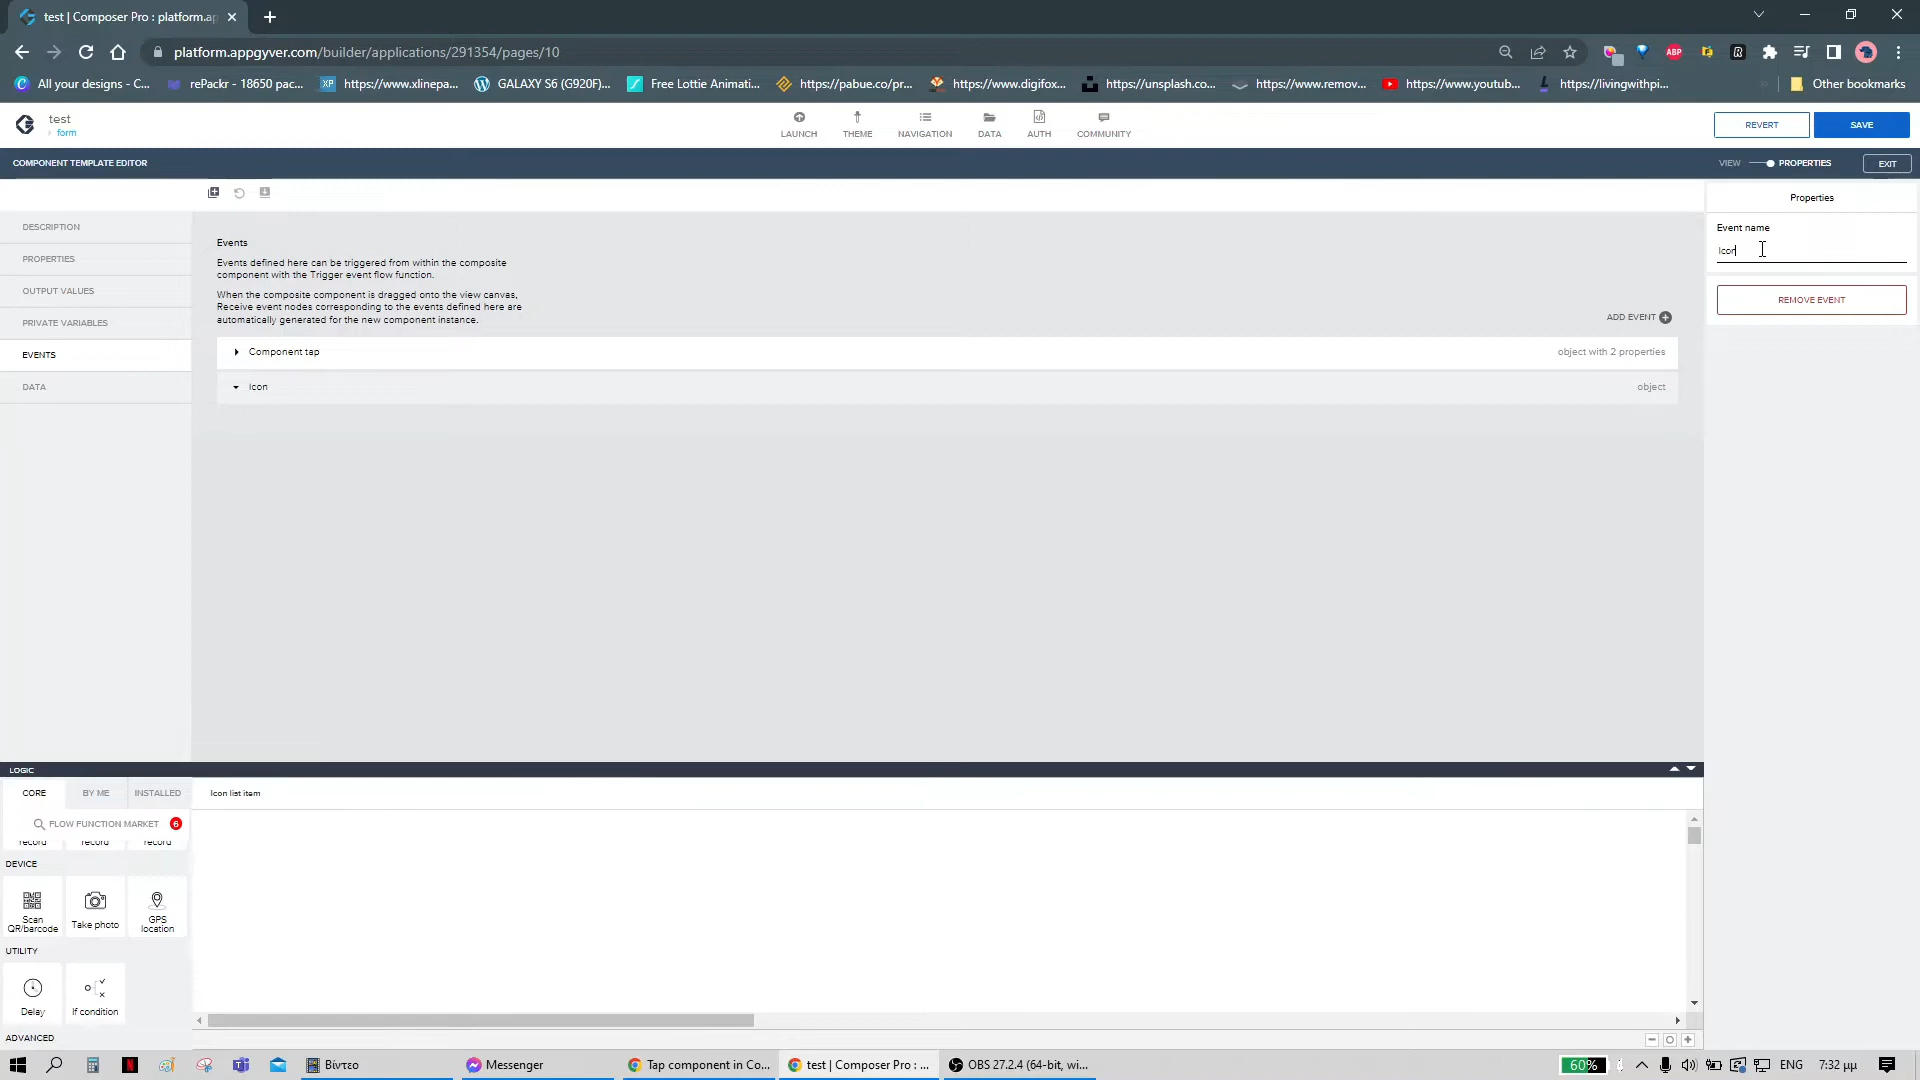 test | Composer Pro : platform.ap
platform.appgyver.com/builder/applications/291354/pages/10
ABP
All your designs - C...
rePackr - 18650 pac...
XP https://www.xlinepa...
GALAXY S6 (G920F)...
Free Lottie Animati...
https://pabue.co/pr...
https://www.digifox...
https://unsplash.co...
https://www.remov...
https://www.youtub...
https://livingwithpi...
Other bookmarks
test
form
LAUNCH
THEME
NAVIGATION
DATA
AUTH
COMMUNITY
REVERT
SAVE
COMPONENT TEMPLATE EDITOR
VIEW
PROPERTIES
EXIT
Properties
DESCRIPTION
PROPERTIES
OUTPUT VALUES
PRIVATE VARIABLES
EVENTS
DATA
Events
Events defined here can be triggered from within the composite
component with the Trigger event flow function.
When the composite component is dragged onto the view canvas,
Receive event nodes corresponding to the events defined here are
automatically generated for the new component instance.
ADD EVENT
Component tap
object with 2 properties
Icon
object
Event name
Icon
REMOVE EVENT
LOGIC
CORE
BY ME
INSTALLED
Icon list item
FLOW FUNCTION MARKET
6
record
record
record
DEVICE
Scan
QR/barcode
Take photo
GPS
location
UTILITY
Delay
If condition
ADVANCED
Βίντεο
Messenger
Tap component in Co...
test | Composer Pro : ...
OBS 27.2.4 (64-bit, wi...
60%
ENG
7:32 μμ